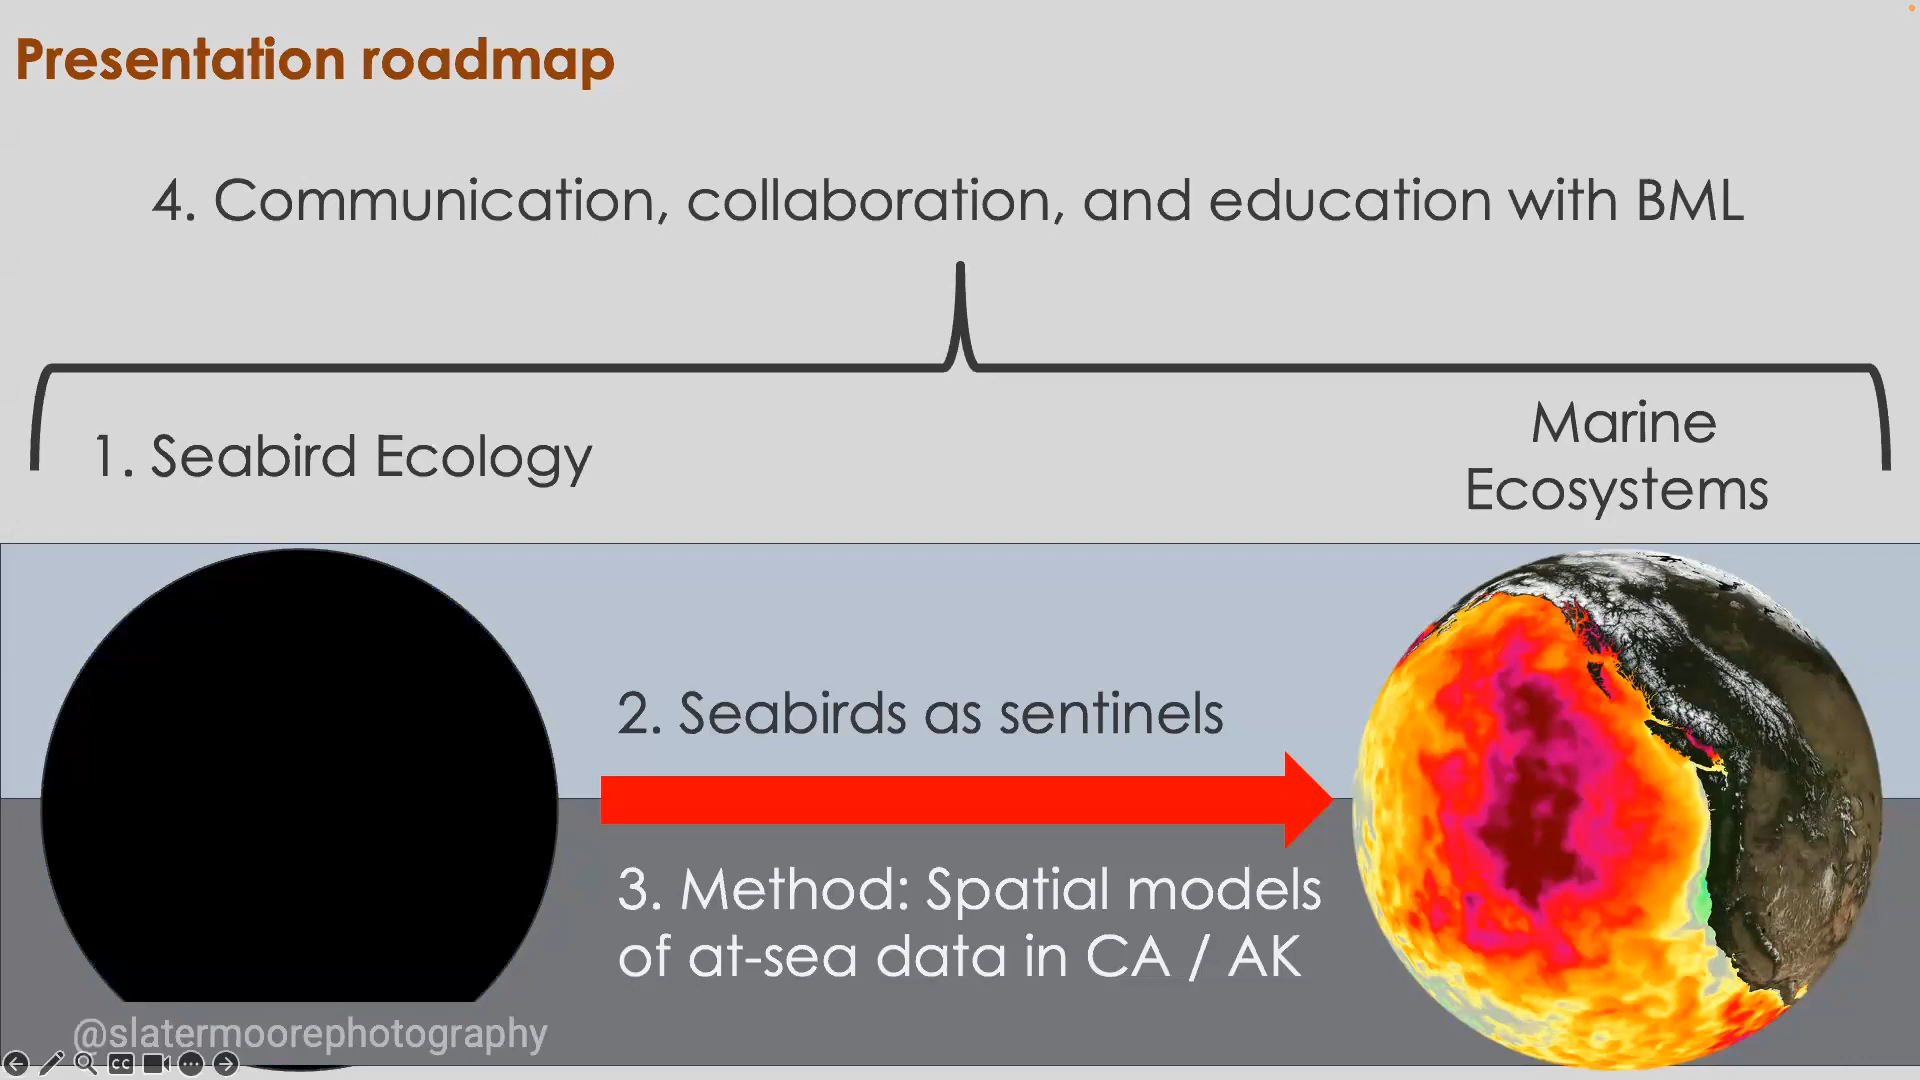 Presentation roadmap
4. Communication, collaboration, and education with BML
1. Seabird Ecology
Marine
Ecosystems
2. Seabirds as sentinels
3. Method: Spatial models
of at-sea data in CA / AK
@slatermoorephotography
CC